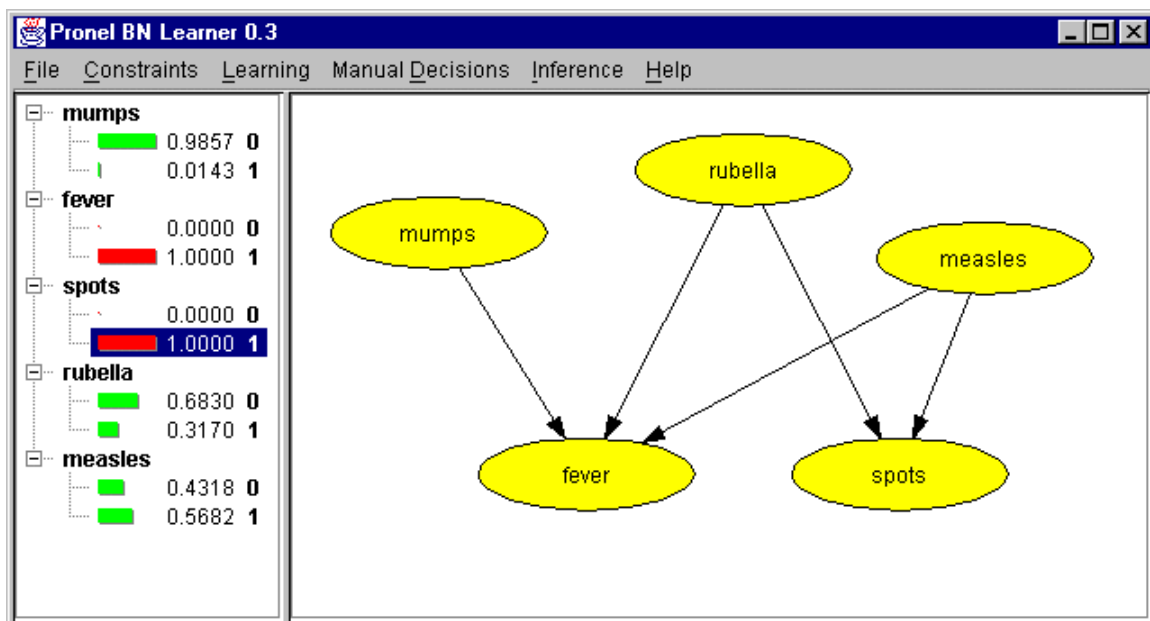 Pronel BN Learner 0.3
File Constraints Learning Manual Decisions Inference Help
mumps
0.9857 0
0.0143 1
fever
0.0000 0
1.0000 1
spots
0.0000 0
1.0000 1
rubella
0.6830 0
0.3170 1
measles
0.4318 0
0.5682 1
rubella
mumps
measles
fever
spots